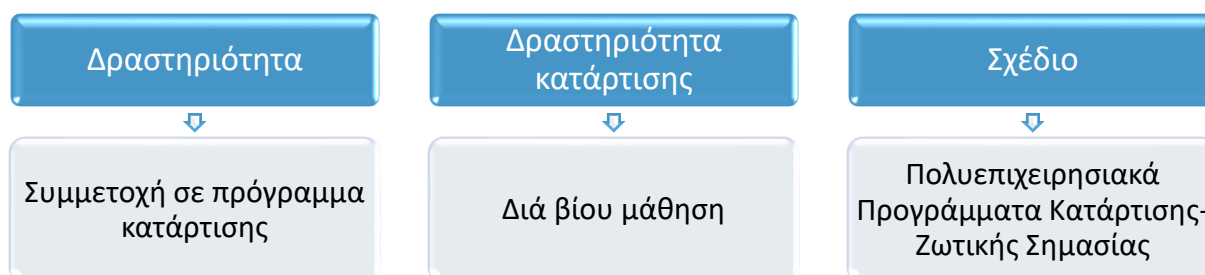 Δραστηριότητα
Συμμετοχή σε πρόγραμμα
κατάρτισης
Δραστηριότητα
κατάρτισης
Διά βίου μάθηση
Σχέδιο
Πολυεπιχειρησιακά
Προγράμματα Κατάρτισης-
Ζωτικής Σημασίας